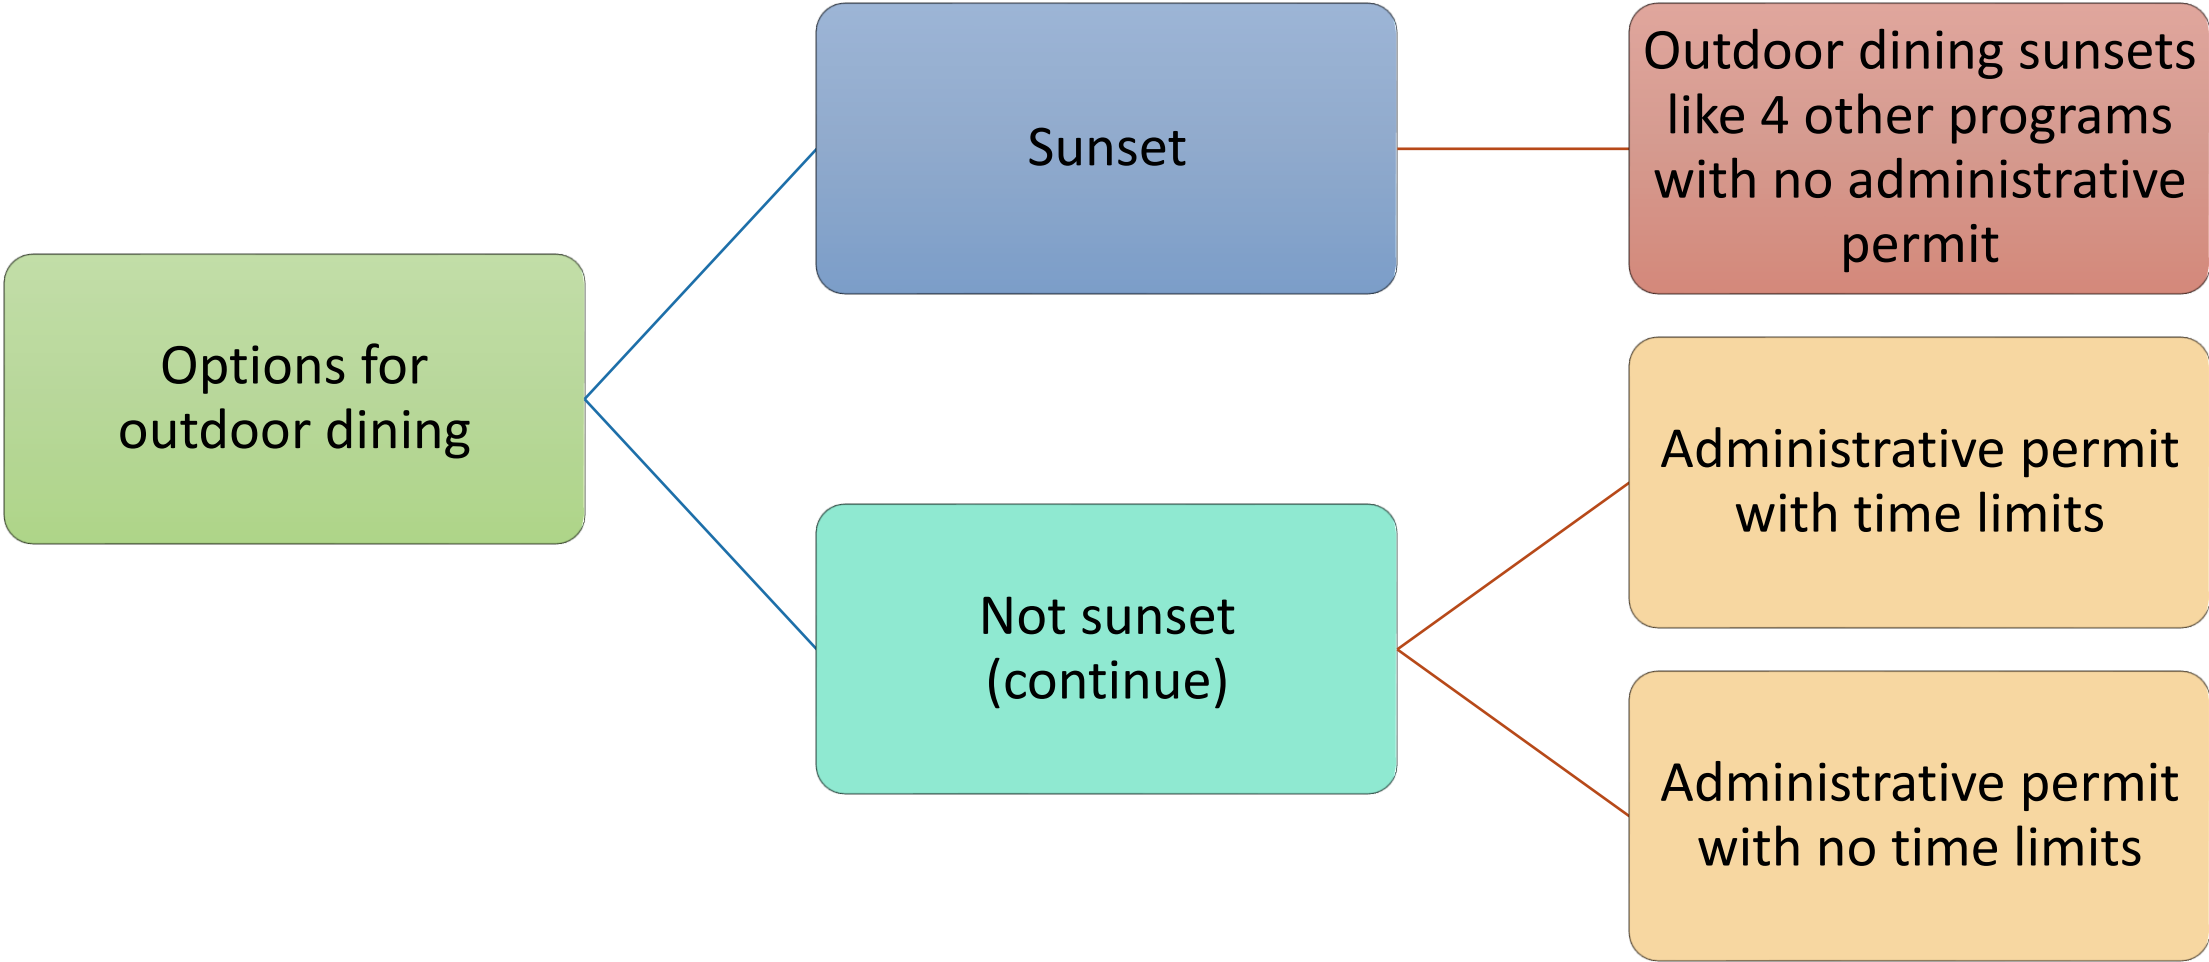 Options for
outdoor dining
Sunset
Outdoor dining sunsets
like 4 other programs
with no administrative
permit
Not sunset
(continue)
Administrative permit
with time limits
Administrative permit
with no time limits